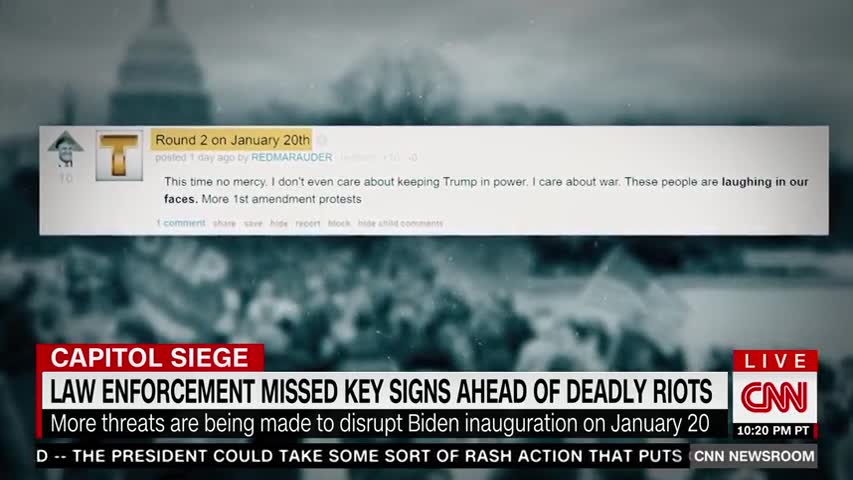 Round 2 on January 20th
posted 1 day ago by REDMARAUDER +10 -0
10
T
This time no mercy. I don't even care about keeping Trump in power. I care about war. These people are laughing in our
faces. More 1st amendment protests
1 comment share save hide report block hide child comments
CAPITOL SIEGE
LIVE
LAW ENFORCEMENT MISSED KEY SIGNS AHEAD OF DEADLY RIOTS
CNN
More threats are being made to disrupt Biden inauguration on January 20
10:20 PM PT
D -- THE PRESIDENT COULD TAKE SOME SORT OF RASH ACTION THAT PUTS
CNN NEWSROOM